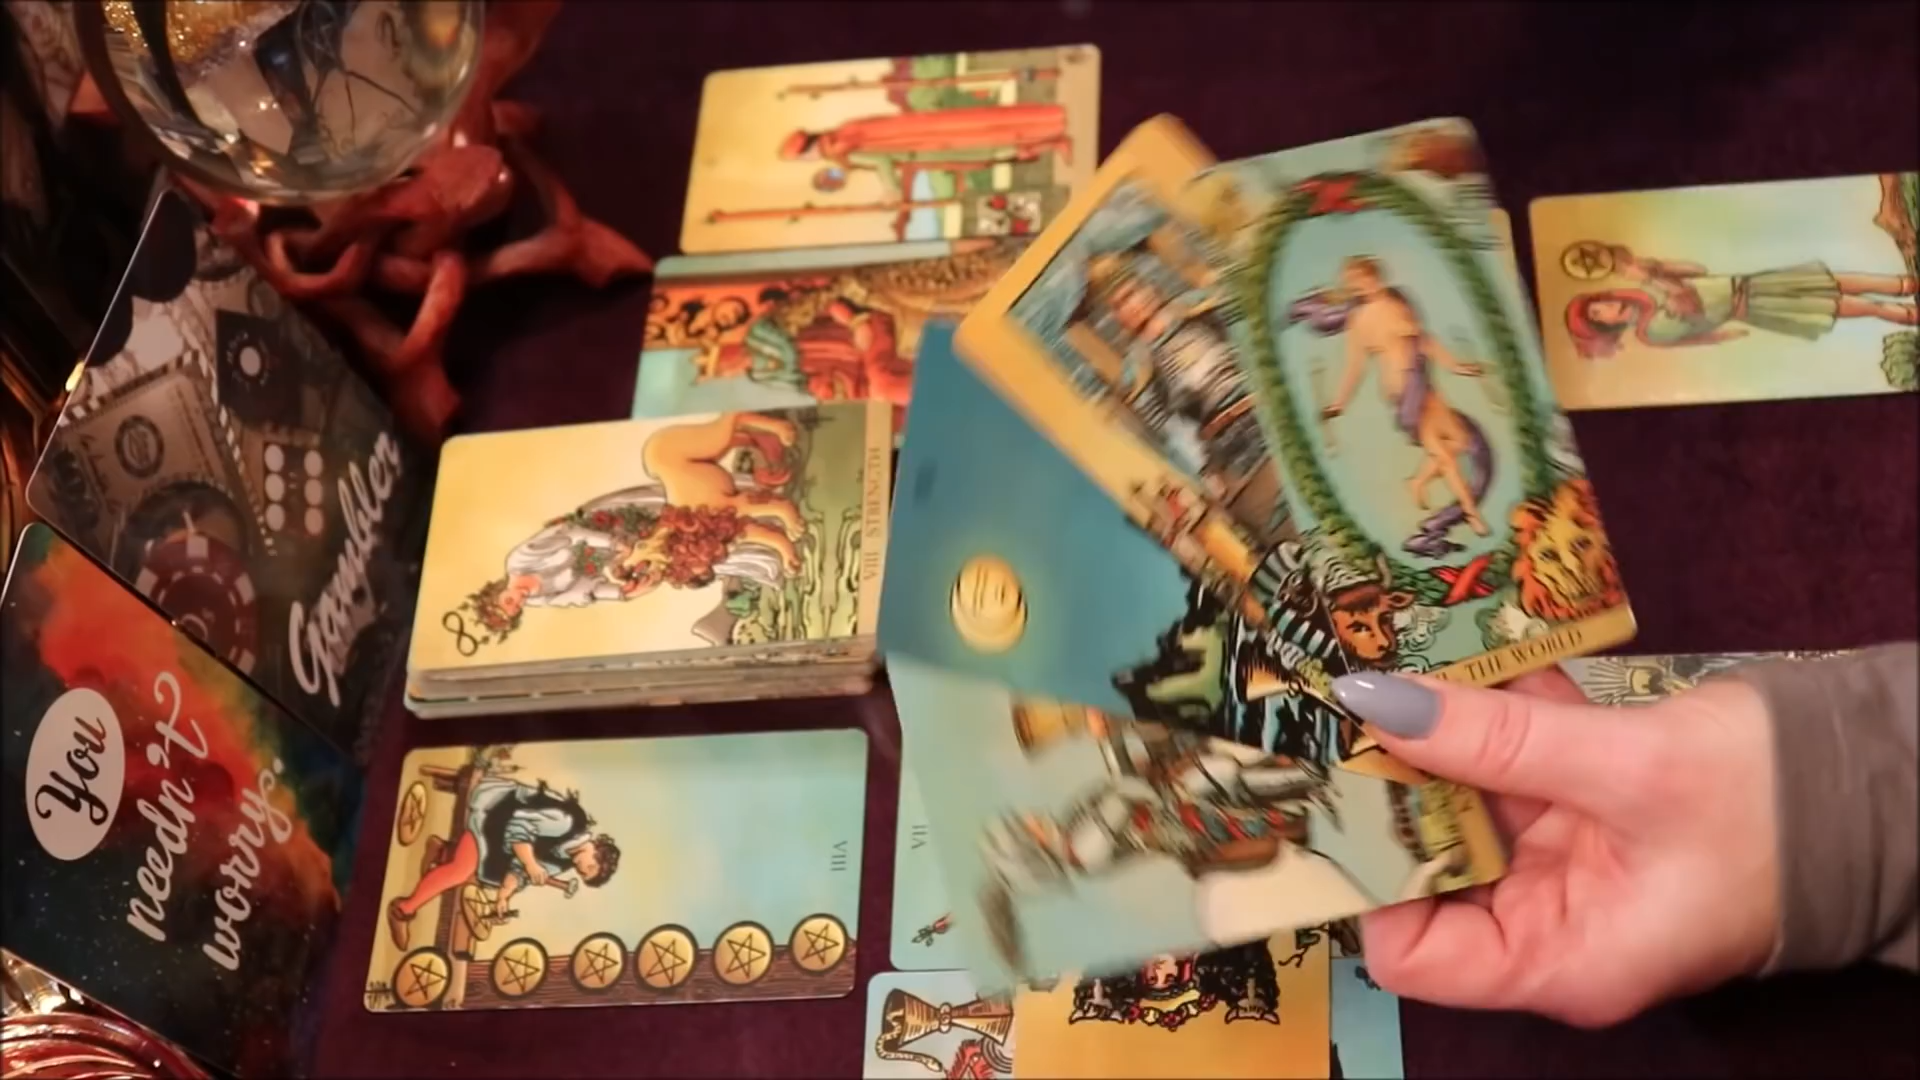 Gambler
You
needn't
worry.
VIII STRENGTH
VIII
VII
THE WORLD